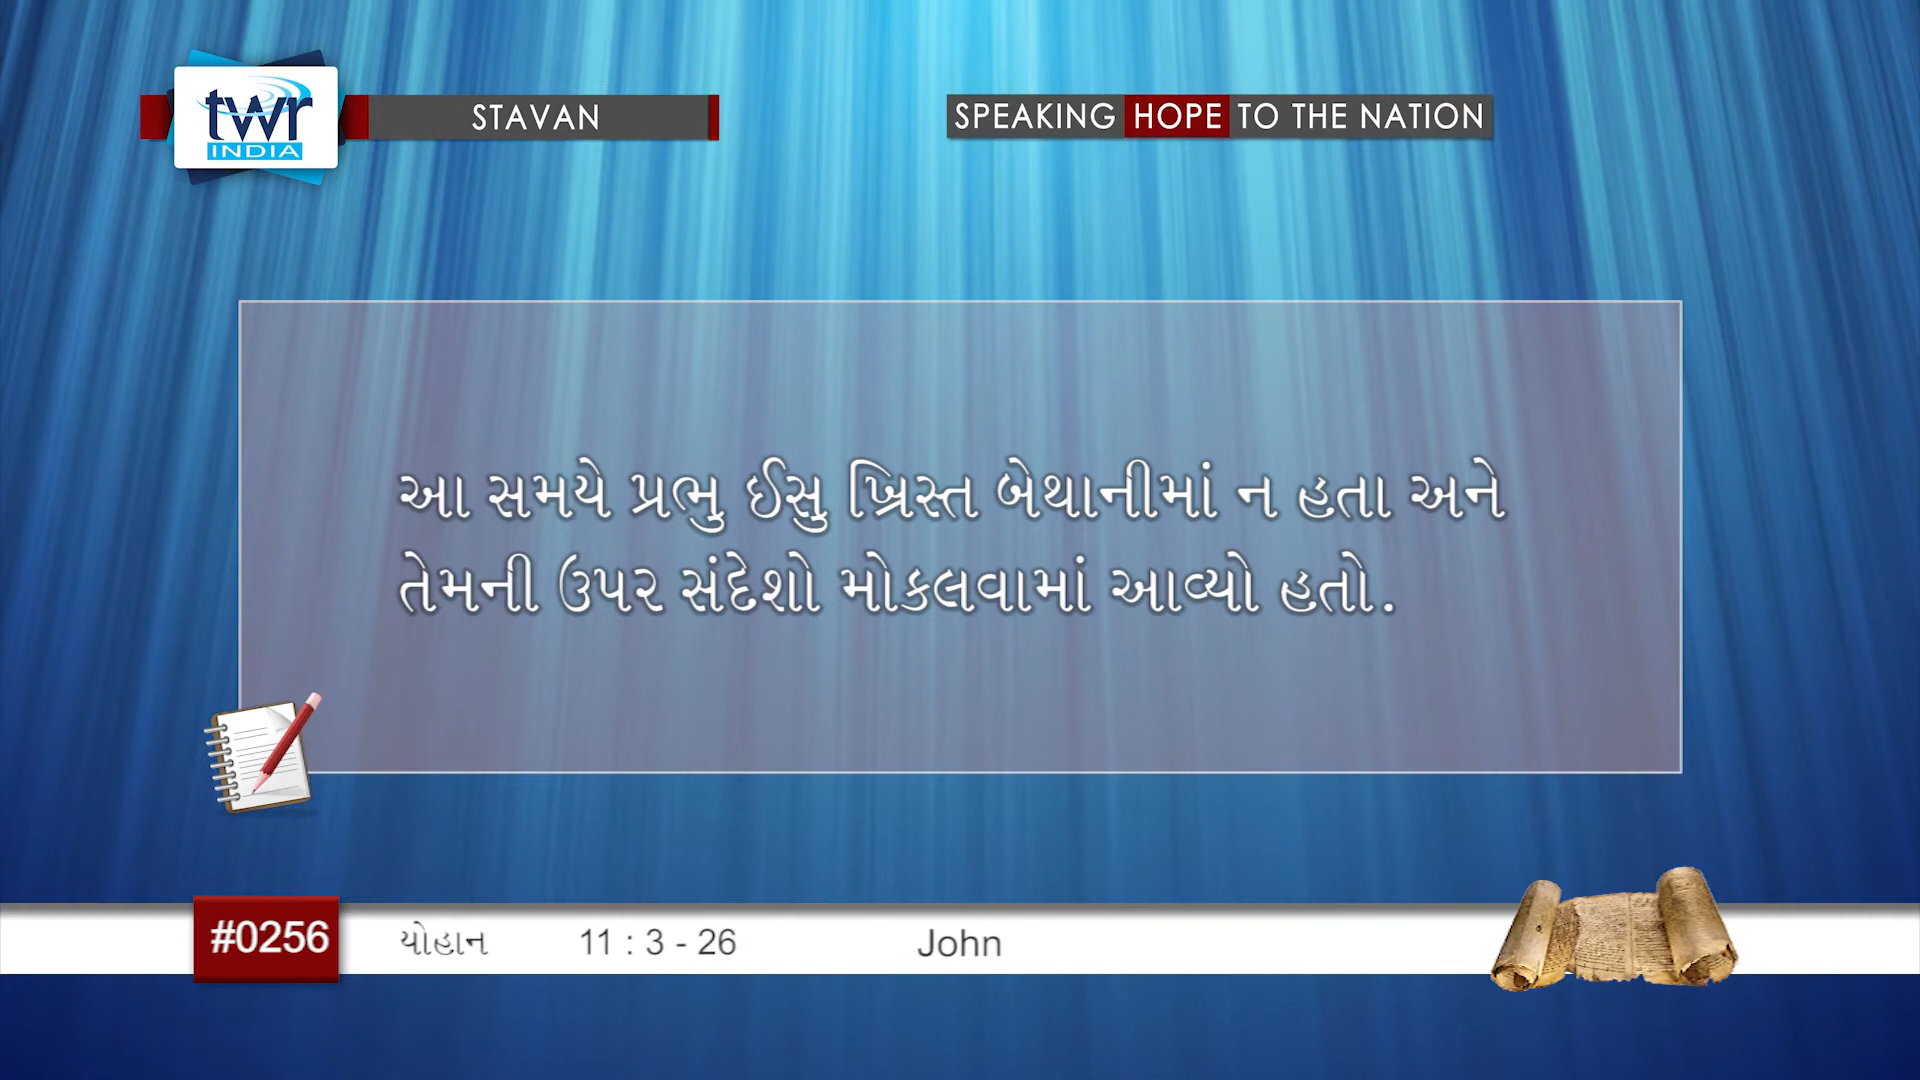 twr
INDIA
STAVAN
SPEAKING HOPE TO THE NATION
આ સમયે પ્રભુ ઈસુ ખ્રિસ્ત બેથાનીમાં ન હતા અને
તેમની ઉપર સંદેશો મોકલવામાં આવ્યો હતો.
#0256 યોહાન 11 : 3 - 26 John